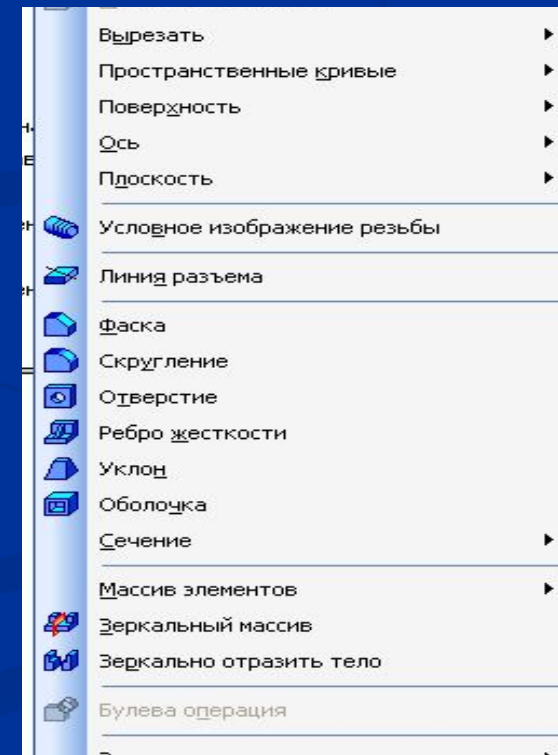 Вырезать
Пространственные кривые
Поверхность
Ось
Плоскость
Условное изображение резьбы
Линия разъема
Фаска
Скругление
Отверстие
Ребро жесткости
Уклон
Оболочка
Сечение
Массив элементов
Зеркальный массив
Зеркально отразить тело
Булева операция